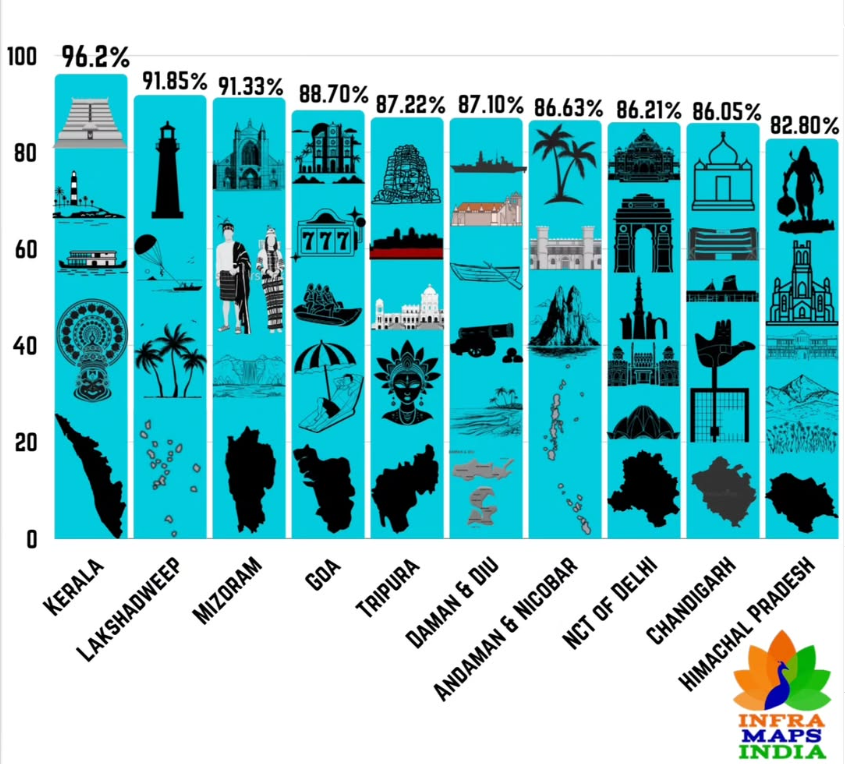 100
80
60
40
20
0
96.2%
91.85%
91.33%
88.70%
87.22%
87.10%
86.63%
86.21%
86.05%
82.80%
777
KERALA
LAKSHADWEEP
MIZORAM
GOA
TRIPURA
DAMAN & DIU
ANDAMAN & NICOBAR
NCT OF DELHI
CHANDIGARH
HIMACHAL PRADESH
INFRA
MAPS
INDIA